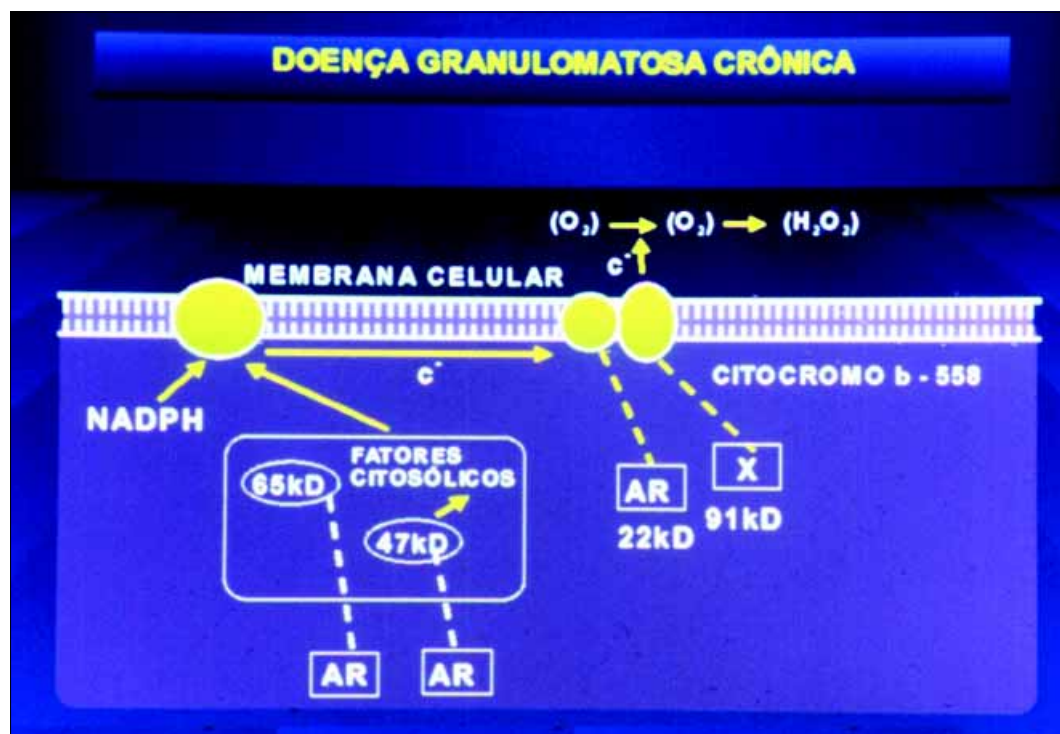 DOENÇA GRANULOMATOSA CRÔNICA
(O₂) → (O₂) → (H₂O₂)
c⁻
MEMBRANA CELULAR
c⁻
CITOCROMO b - 558
NADPH
FATORES
CITOSÓLICOS
65kD
47kD
AR
22kD
X
91kD
AR
AR